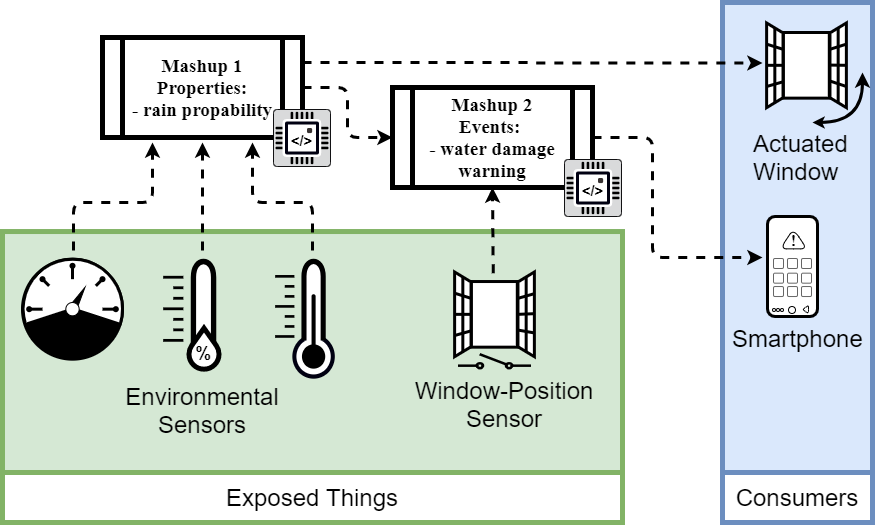 Mashup 1
Properties:
- rain propability
</>
Mashup 2
Events:
- water damage
warning
</>
Actuated
Window
Smartphone
%
Environmental
Sensors
Window-Position
Sensor
Exposed Things
Consumers